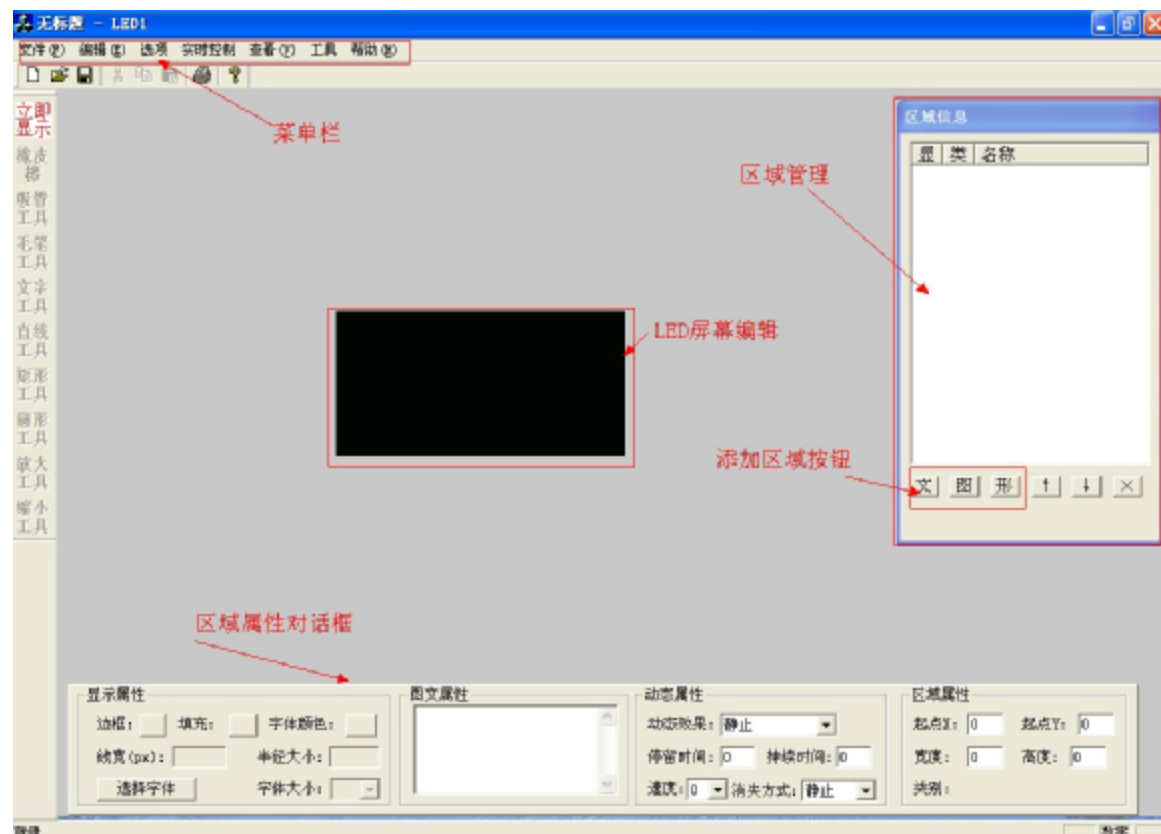 无标题 - LED1
文件(F) 编辑(E) 选项 实时控制 查看(V) 工具 帮助(H)
立即
显示
橡皮
擦
吸管
工具
毛笔
工具
文字
工具
直线
工具
矩形
工具
圆形
工具
放大
工具
缩小
工具
菜单栏
区域管理
LED屏幕编辑
添加区域按钮
区域属性对话框
区域信息
显 类 名称
文 图 形 ↑ ↓ ×
显示属性
边框: 填充: 字体颜色:
线宽(px): 半径大小:
选择字体 字体大小:
图文属性
动态属性
动态效果: 静止
停留时间: 0 持续时间: 0
速度: 0 消失方式: 静止
区域属性
起点X: 0 起点Y: 0
宽度: 0 高度: 0
类别:
就绪 数字